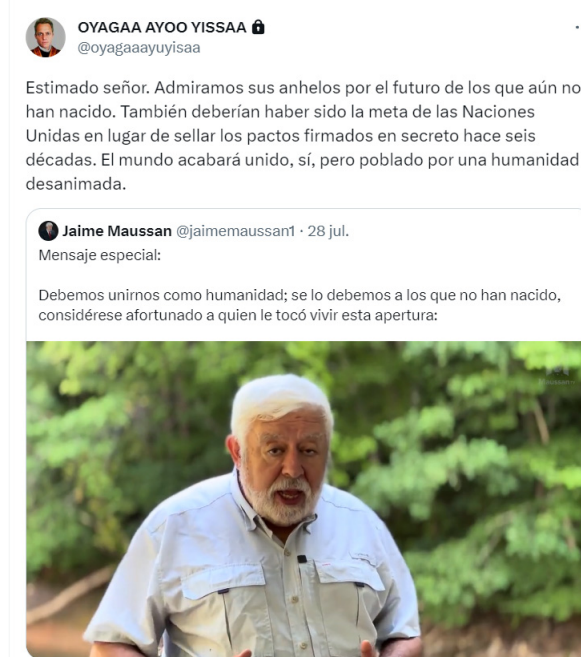 OYAGAA AYOO YISSAA
@oyagaaayuyisaa
Estimado señor. Admiramos sus anhelos por el futuro de los que aún no
han nacido. También deberían haber sido la meta de las Naciones
Unidas en lugar de sellar los pactos firmados en secreto hace seis
décadas. El mundo acabará unido, sí, pero poblado por una humanidad
desanimada.
Jaime Maussan @jaimemaussan1 · 28 jul.
Mensaje especial:
Debemos unirnos como humanidad; se lo debemos a los que no han nacido,
considérese afortunado a quien le tocó vivir esta apertura: